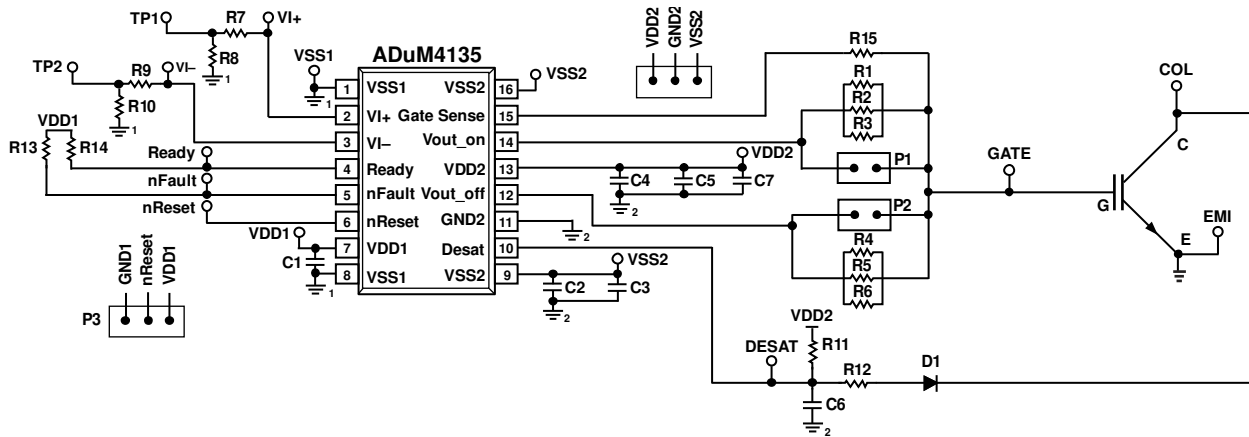 TP1
R7
VI+
R8
1
TP2
R9
VI–
R10
1
VDD1
R13
R14
Ready
nFault
nReset
VDD1
C1
1
VSS1
1
ADuM4135
1 VSS1
2 VI+
3 VI–
4 Ready
5 nFault
6 nReset
7 VDD1
8 VSS1
VSS2 16
Gate Sense 15
Vout_on 14
VDD2 13
Vout_off 12
GND2 11
Desat 10
VSS2 9
VSS2
VDD2
GND2
VSS2
R15
R1
R2
R3
P1
P2
R4
R5
R6
VDD2
C4
C5
C7
2
2
VSS2
C2
C3
2
GND1
nReset
VDD1
P3
GATE
COL
C
G
E
EMI
DESAT
VDD2
R11
R12
D1
C6
2